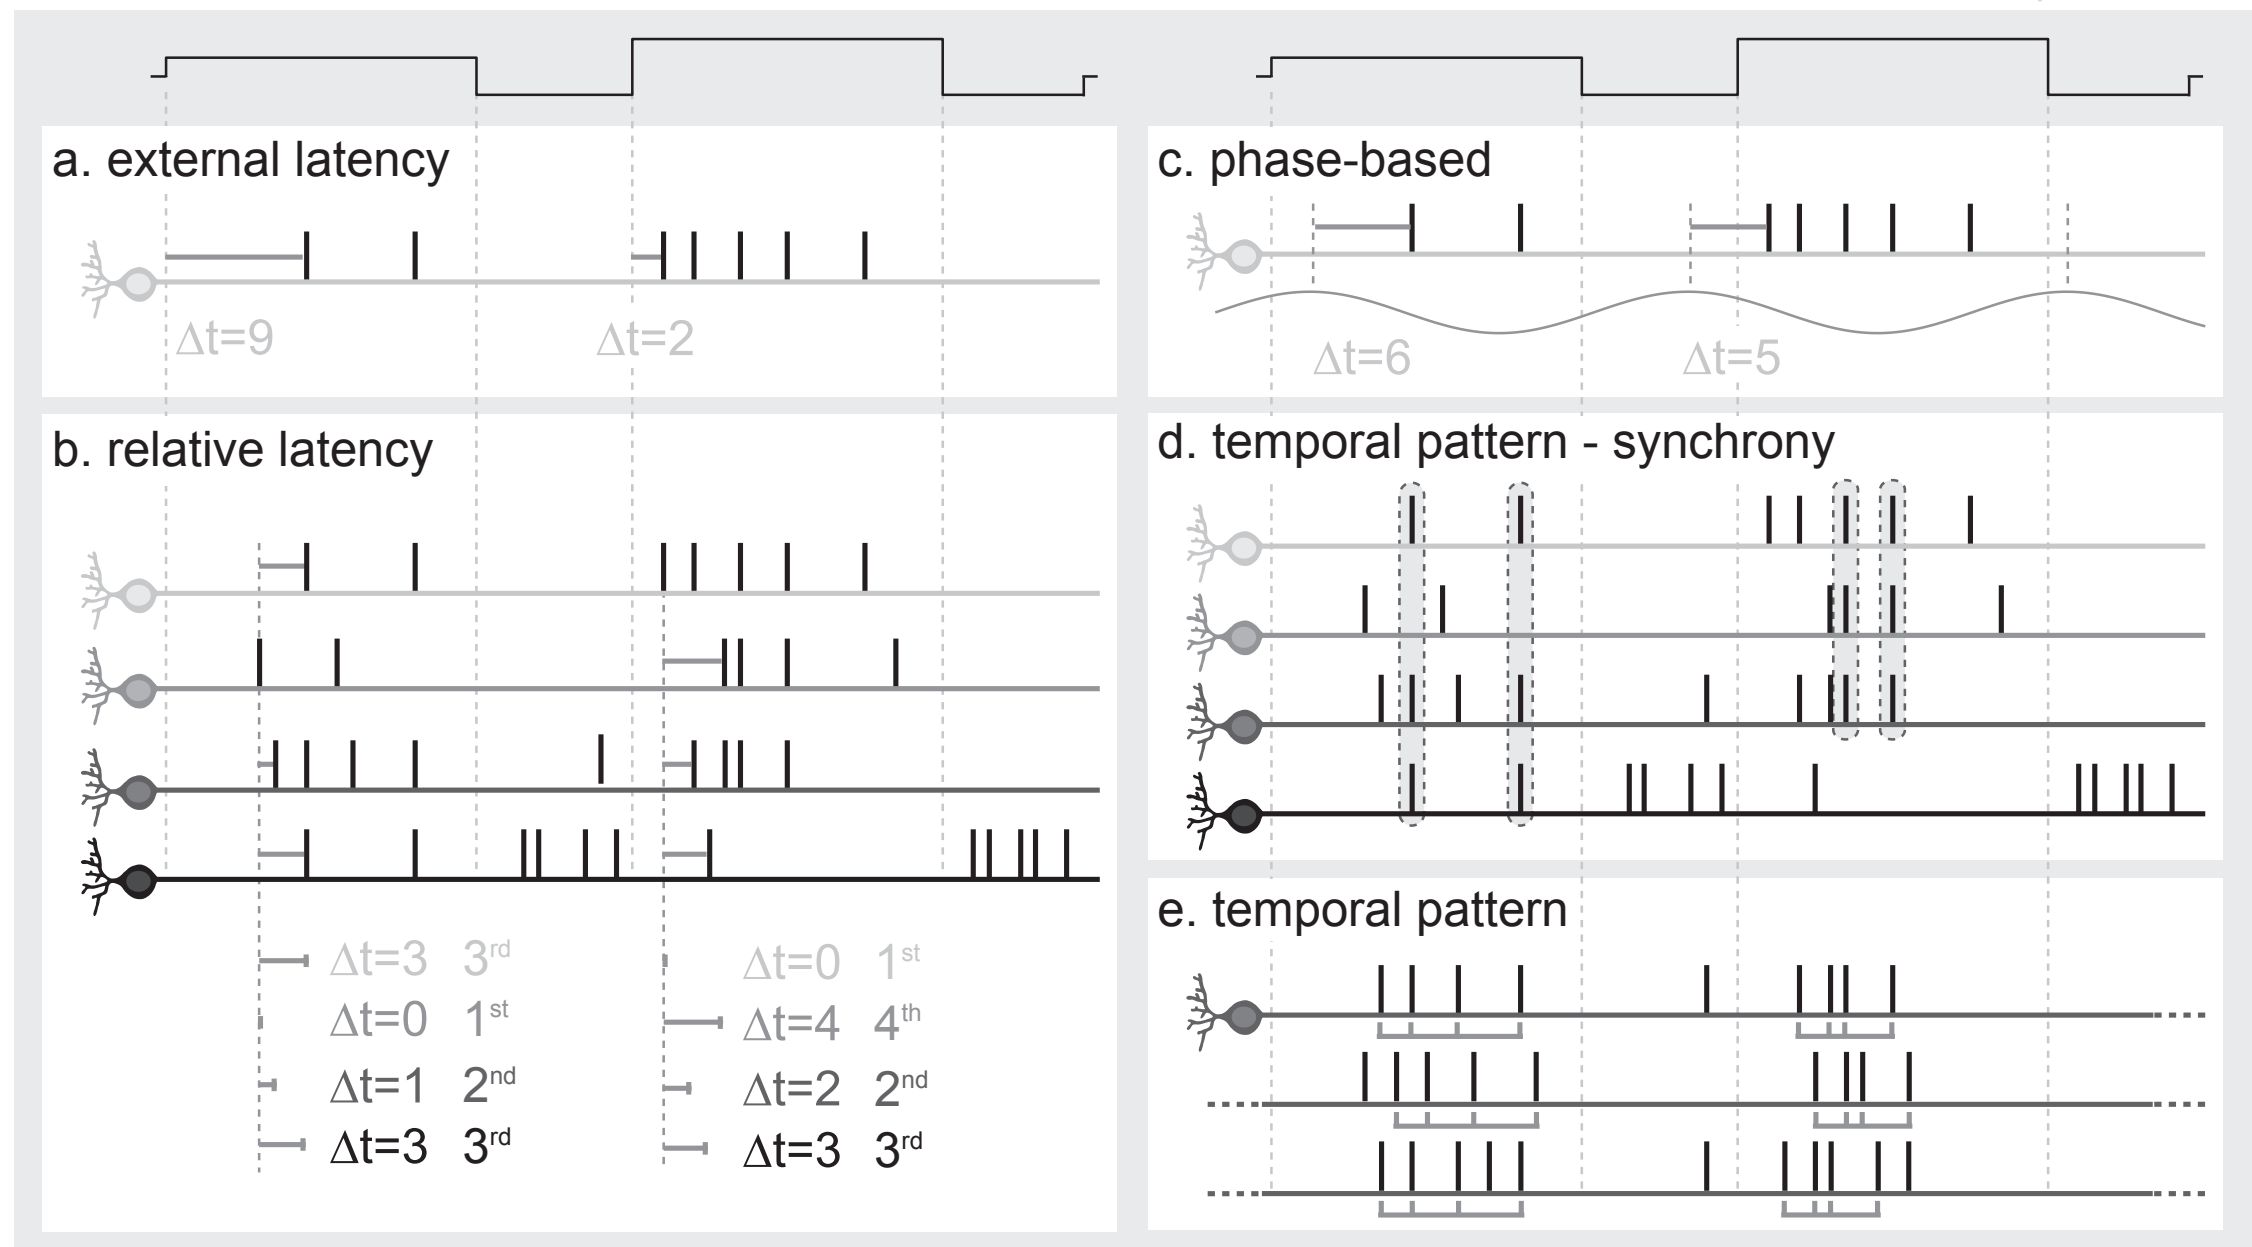 a. external latency
Δt=9
Δt=2
b. relative latency
Δt=3 3rd
Δt=0 1st
Δt=1 2nd
Δt=3 3rd
Δt=0 1st
Δt=4 4th
Δt=2 2nd
Δt=3 3rd
c. phase-based
Δt=6
Δt=5
d. temporal pattern - synchrony
e. temporal pattern